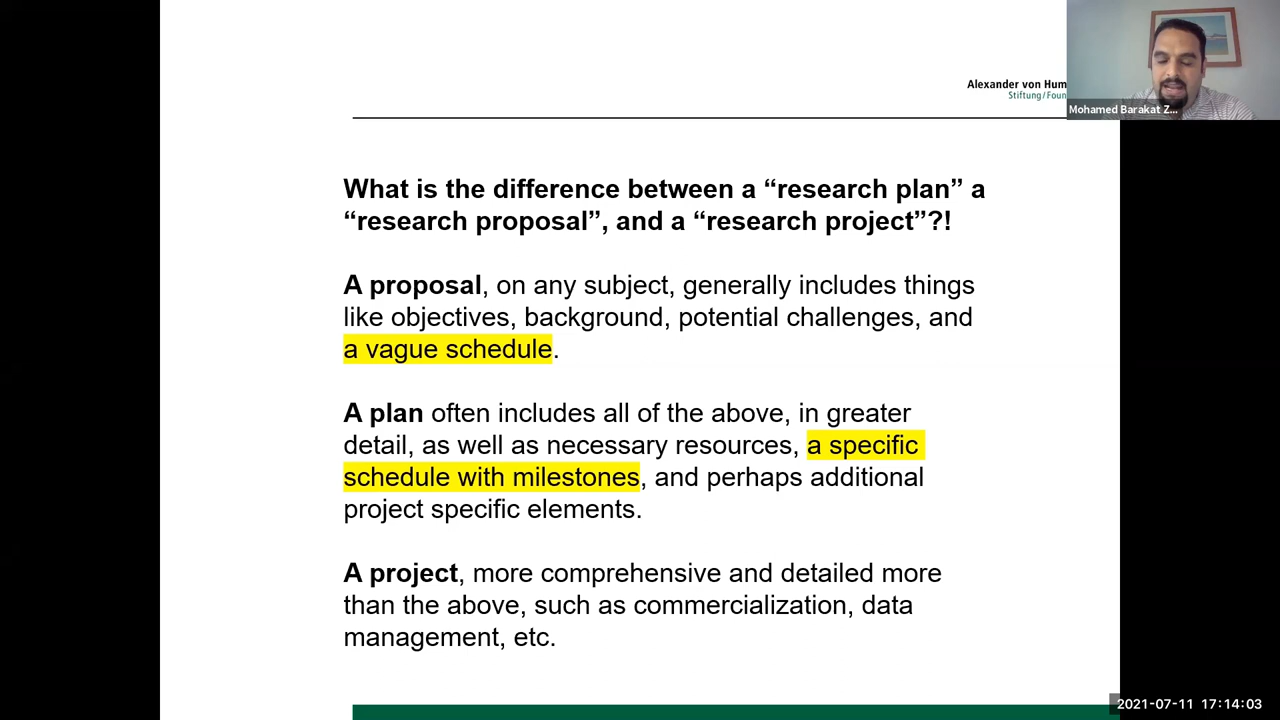 Alexander von Hum
Stiftung/Foun
Mohamed Barakat Z...
What is the difference between a “research plan” a
“research proposal”, and a “research project”?!
A proposal, on any subject, generally includes things
like objectives, background, potential challenges, and
a vague schedule.
A plan often includes all of the above, in greater
detail, as well as necessary resources, a specific
schedule with milestones, and perhaps additional
project specific elements.
A project, more comprehensive and detailed more
than the above, such as commercialization, data
management, etc.
2021-07-11 17:14:03